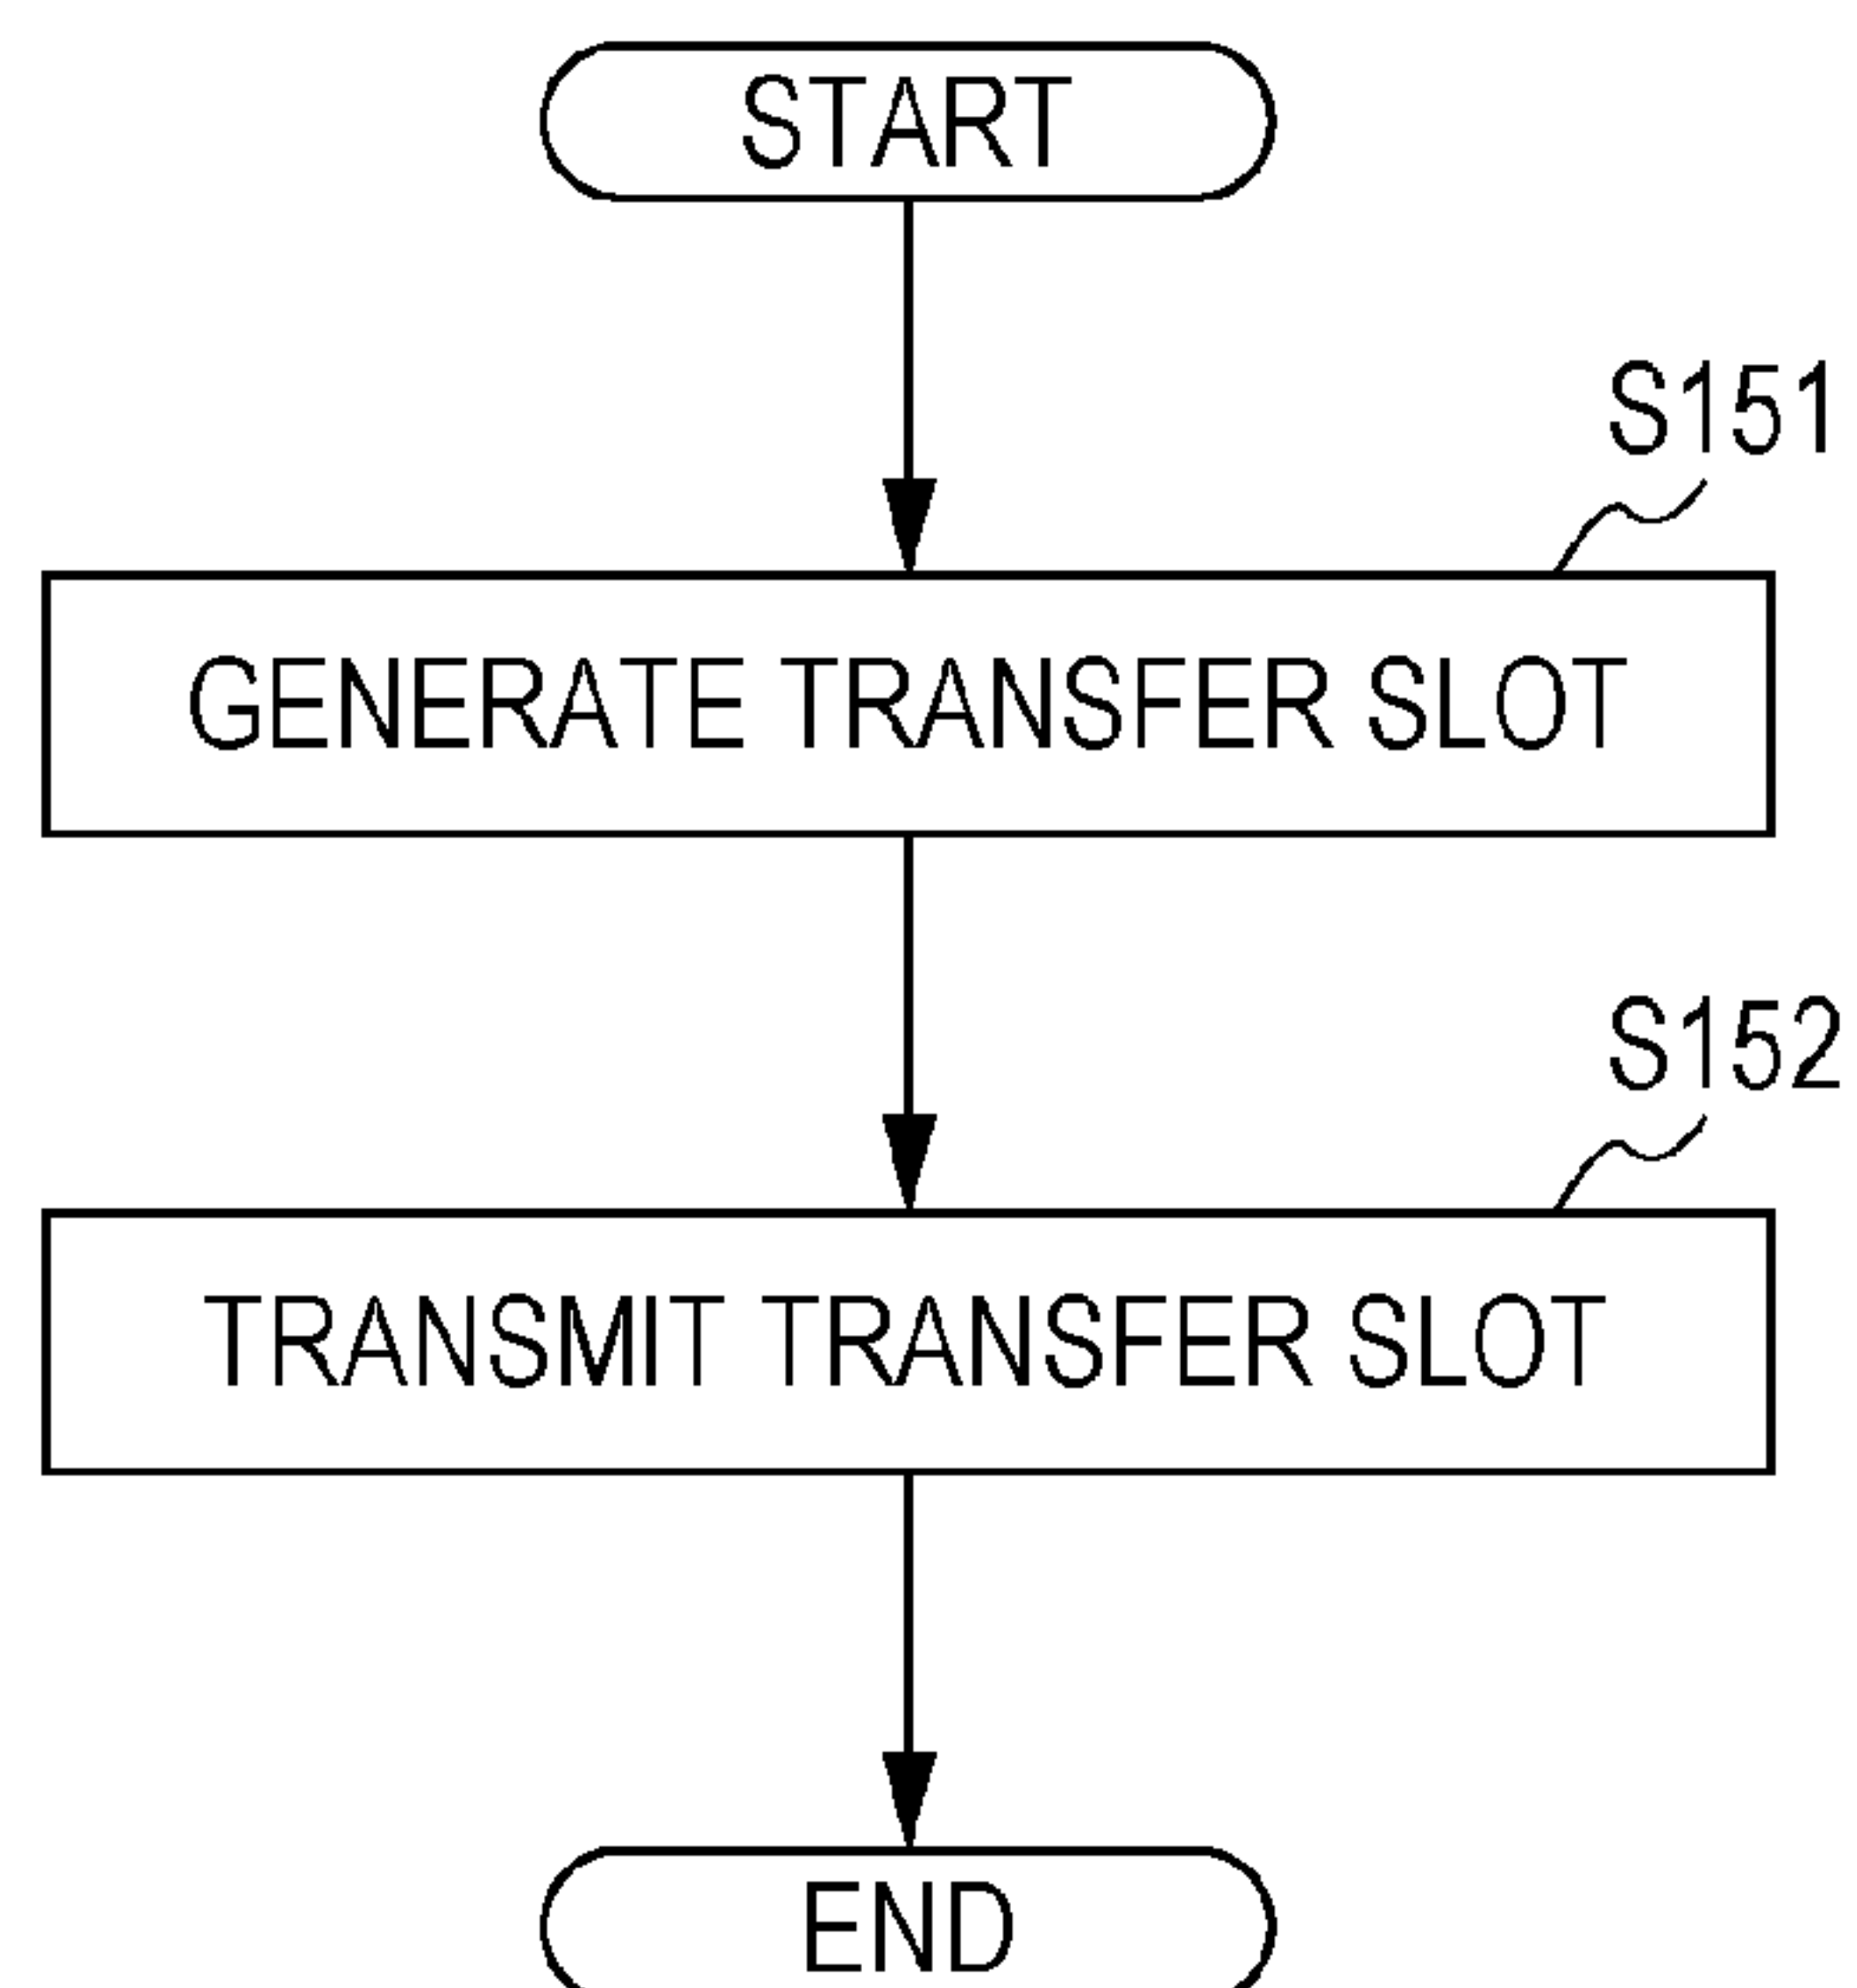 START
S151
GENERATE TRANSFER SLOT
S152
TRANSMIT TRANSFER SLOT
END